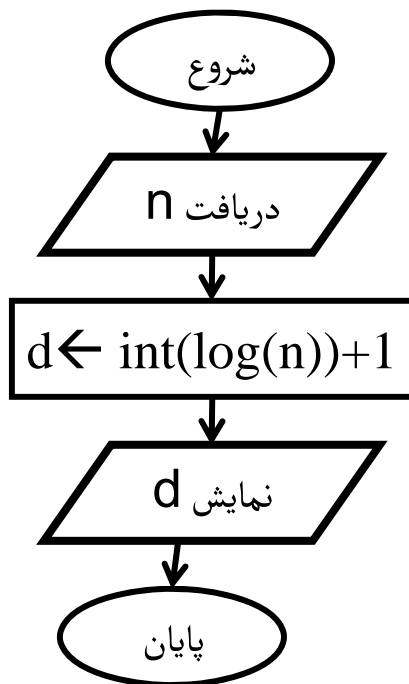 شروع
دریافت n
d← int(log(n))+1
نمایش d
پایان